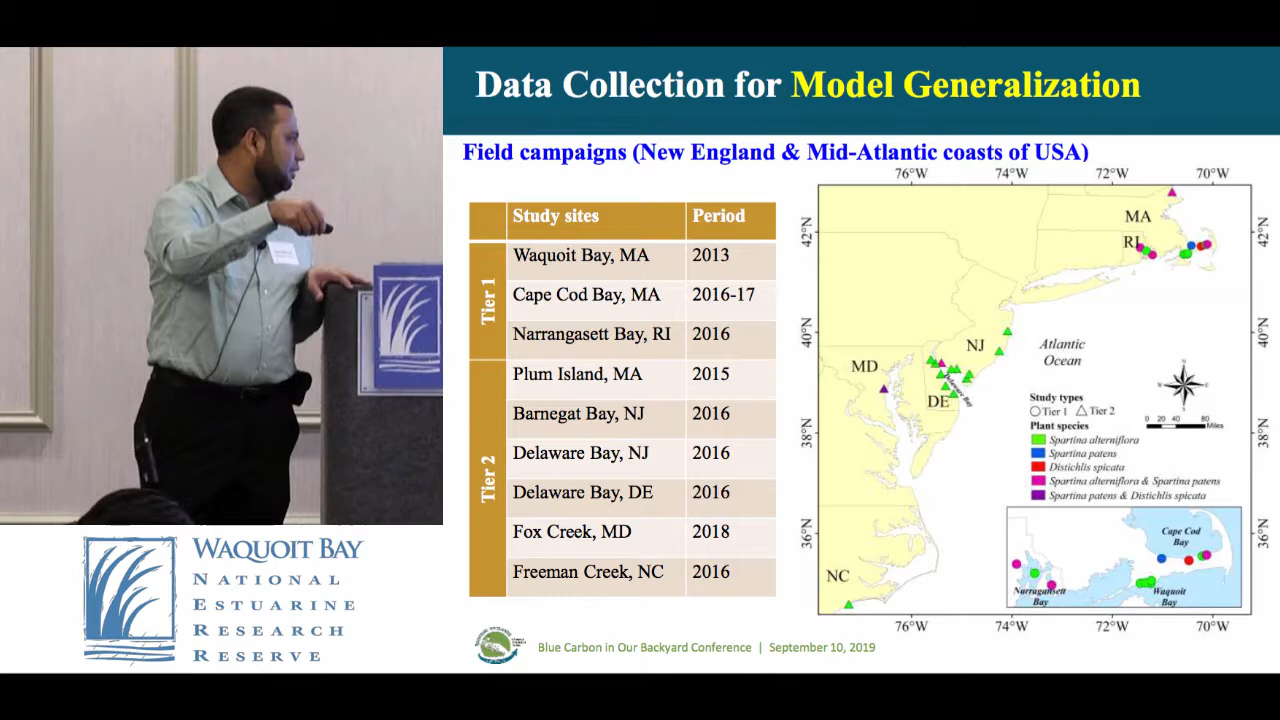 Data Collection for Model Generalization
Field campaigns (New England & Mid-Atlantic coasts of USA)
Study sites Period
Tier 1
Waquoit Bay, MA 2013
Cape Cod Bay, MA 2016-17
Narrangasett Bay, RI 2016
Tier 2
Plum Island, MA 2015
Barnegat Bay, NJ 2016
Delaware Bay, NJ 2016
Delaware Bay, DE 2016
Fox Creek, MD 2018
Freeman Creek, NC 2016
76°W 74°W 72°W 70°W
42°N 42°N
40°N 40°N
38°N 38°N
36°N 36°N
MA
RI
NJ
MD
DE
NC
Delaware Bay
Atlantic
Ocean
N
E
S
W
0 20 40 80
Miles
Study types
Tier 1 Tier 2
Plant species
Spartina alterniflora
Spartina patens
Distichlis spicata
Spartina alterniflora & Spartina patens
Spartina patens & Distichlis spicata
Cape Cod
Bay
Narragansett
Bay
Waquoit
Bay
76°W 74°W 72°W 70°W
Blue Carbon in Our Backyard Conference | September 10, 2019
WAQUOIT BAY
NATIONAL
ESTUARINE
RESEARCH
RESERVE